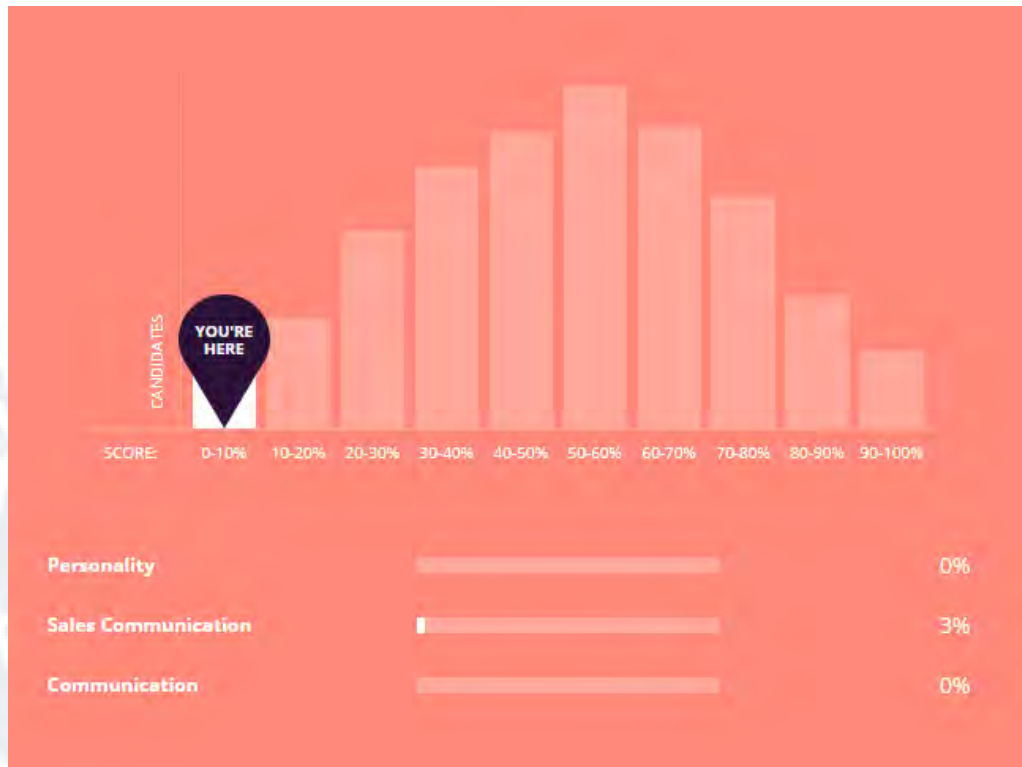 YOU'RE
HERE
CANDIDATES
SCORE: 0-10% 10-20% 20-30% 30-40% 40-50% 50-60% 60-70% 70-80% 80-90% 90-100%
Personality 0%
Sales Communication 3%
Communication 0%